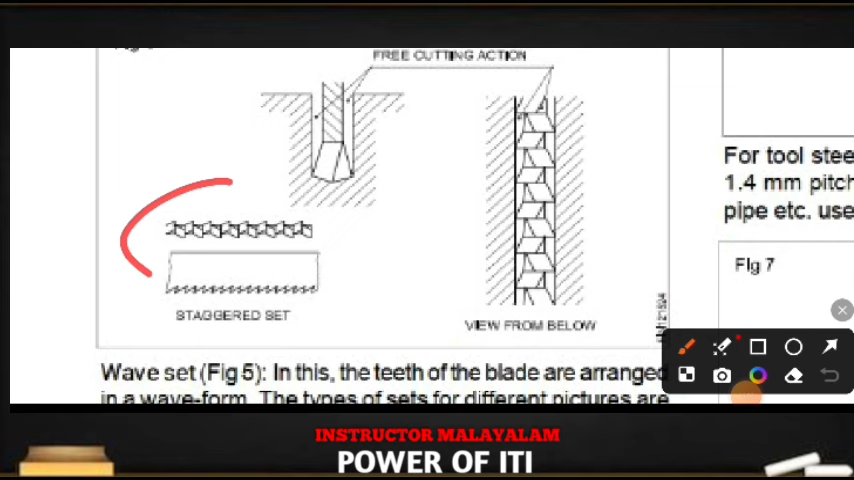 FREE CUTTING ACTION
STAGGERED SET
VIEW FROM BELOW
Wave set (Fig 5): In this, the teeth of the blade are arranged
in a wave-form. The types of sets for different pictures are
For tool stee
1.4 mm pitch
pipe etc. use
Fig 7
INSTRUCTOR MALAYALAM
POWER OF ITI